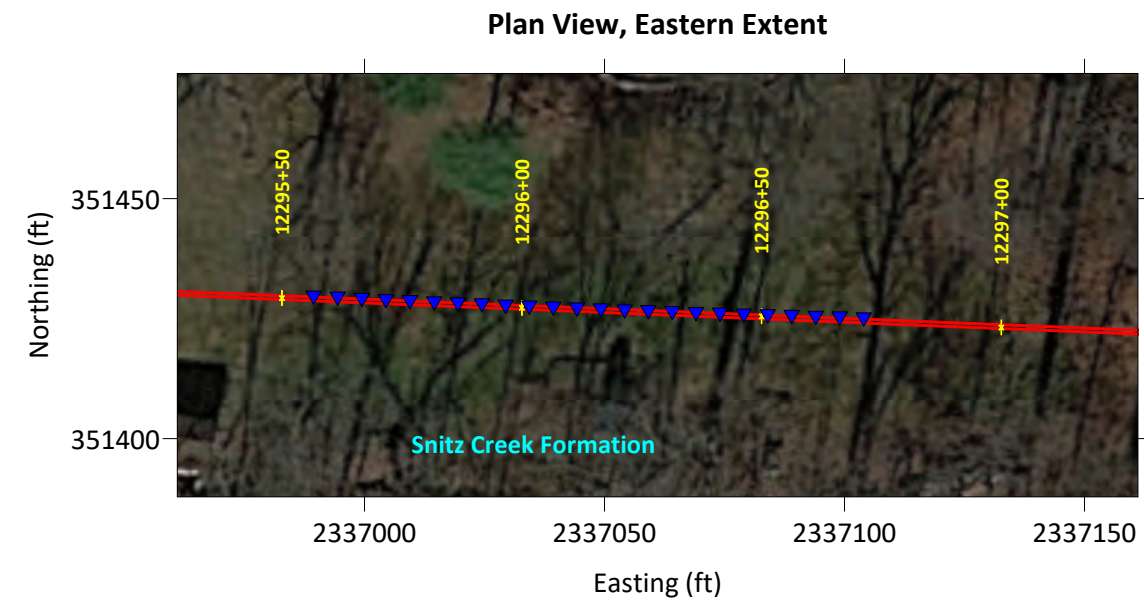 Plan View, Eastern Extent
351450
351400
Northing (ft)
12295+50
12296+00
12296+50
12297+00
Snitz Creek Formation
2337000
2337050
2337100
2337150
Easting (ft)